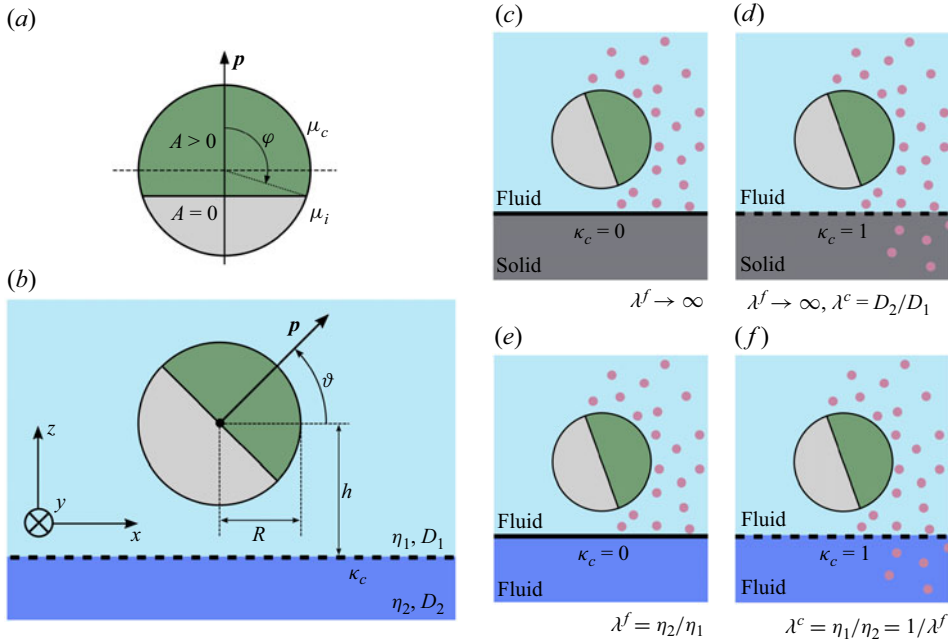 (a)
p
A > 0
φ
μc
A = 0
μi
(b)
p
ϑ
z
y
x
h
R
η1, D1
κc
η2, D2
(c)
Fluid
κc = 0
Solid
λf → ∞
(d)
Fluid
κc = 1
Solid
λf → ∞, λc = D2/D1
(e)
Fluid
κc = 0
Fluid
λf = η2/η1
(f)
Fluid
κc = 1
Fluid
λc = η1/η2 = 1/λf